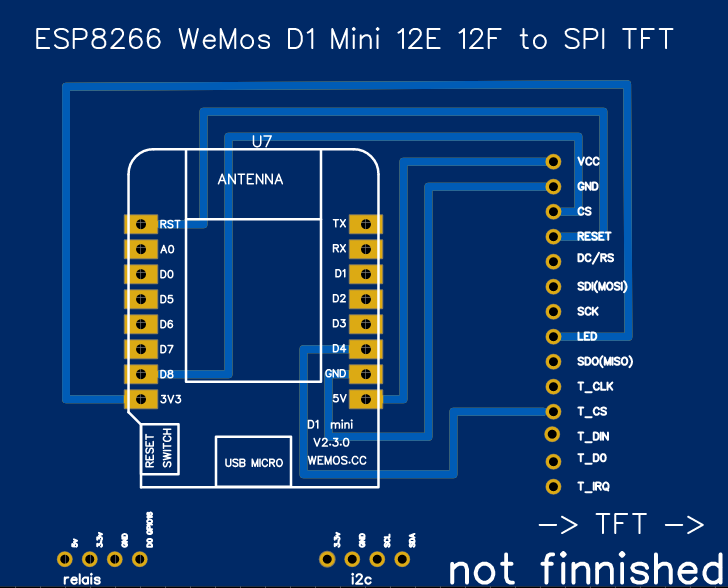 ESP8266 WeMos D1 Mini 12E 12F to SPI TFT
U7
ANTENNA
RST
A0
D0
D5
D6
D7
D8
3V3
TX
RX
D1
D2
D3
D4
GND
5V
D1 mini
V2.3.0
WEMOS.CC
RESET
SWITCH
USB MICRO
VCC
GND
CS
RESET
DC/RS
SDI(MOSI)
SCK
LED
SDO(MISO)
T_CLK
T_CS
T_DIN
T_DO
T_IRQ
-> TFT ->
5v
3.3v
GND
D0 GPIO16
relais
3.3v
GND
SCL
SDA
i2c
not finnished